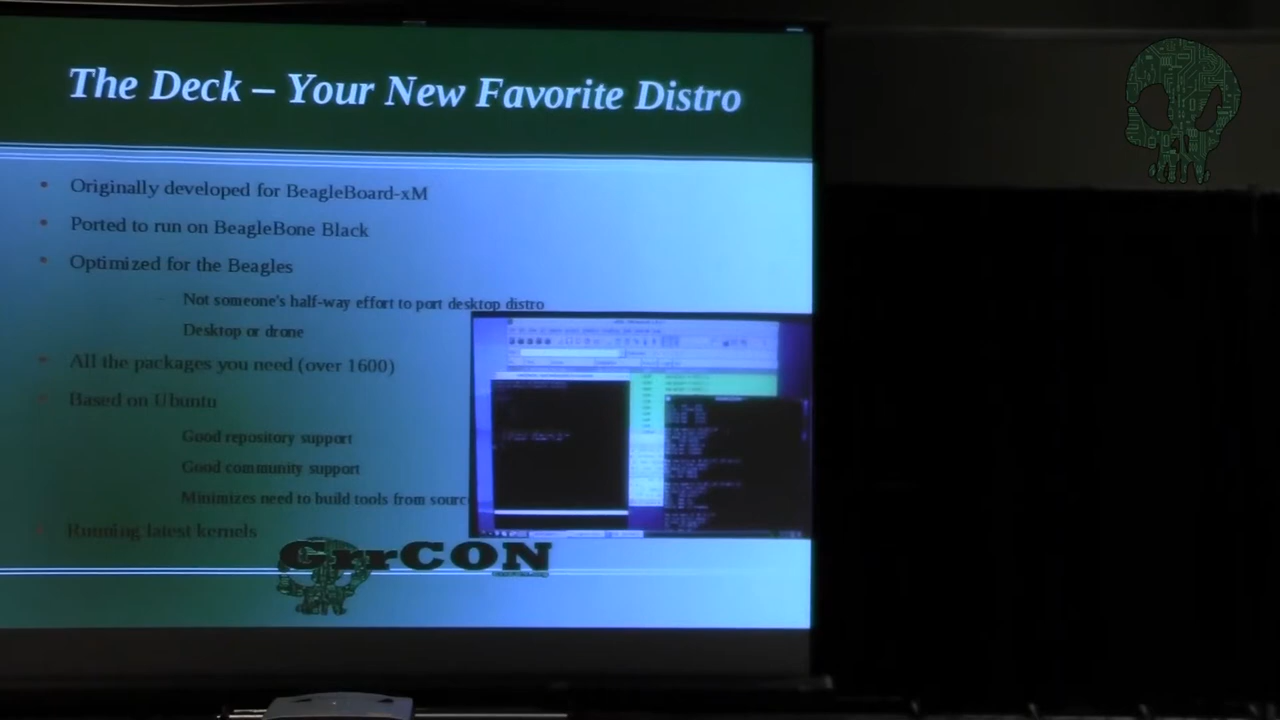 The Deck – Your New Favorite Distro
• Originally developed for BeagleBoard-xM
• Ported to run on BeagleBone Black
• Optimized for the Beagles
– Not someone's half-way effort to port desktop distro
Desktop or drone
• All the packages you need (over 1600)
• Based on Ubuntu
Good repository support
Good community support
Minimizes need to build tools from sourc
• Running latest kernels
GrrCON